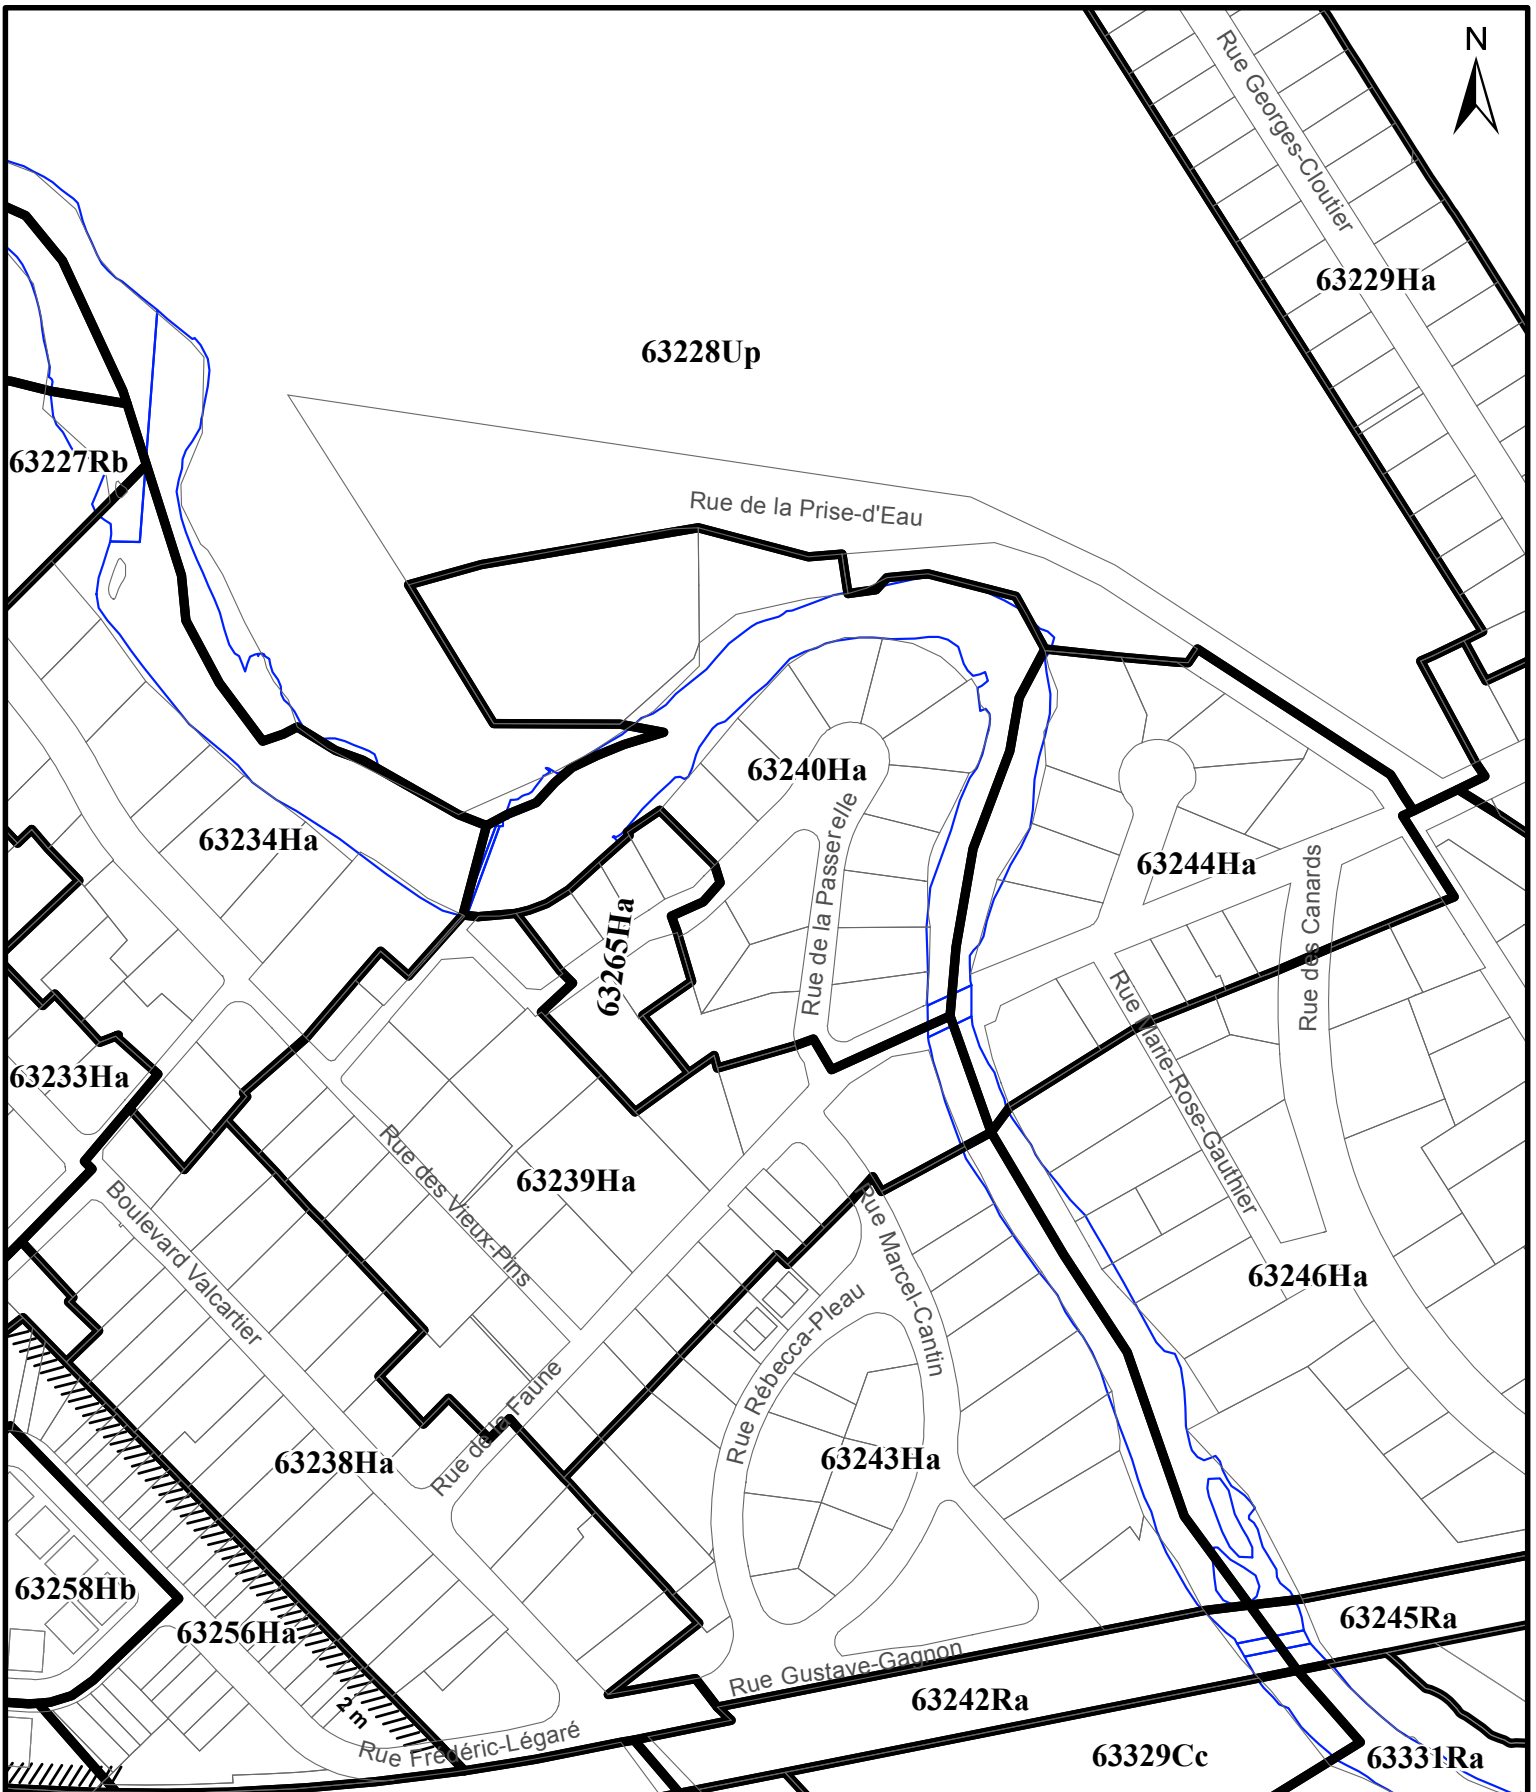 N
Rue Georges-Cloutier
63229Ha
63228Up
63227Rb
Rue de la Prise-d'Eau
63240Ha
63234Ha
Rue de la Passerelle
63244Ha
Rue des Canards
63265Ha
Rue Marie-Rose-Gauthier
63233Ha
Rue des Vieux-Pins
63239Ha
Boulevard Valcartier
Rue Marcel-Cantin
63246Ha
Rue Rébecca-Pleau
Rue de la Faune
63238Ha
63243Ha
63258Hb
63256Ha
63245Ra
Rue Gustave-Gagnon
63242Ra
2 m
Rue Frédéric-Légaré
63329Cc
63331Ra